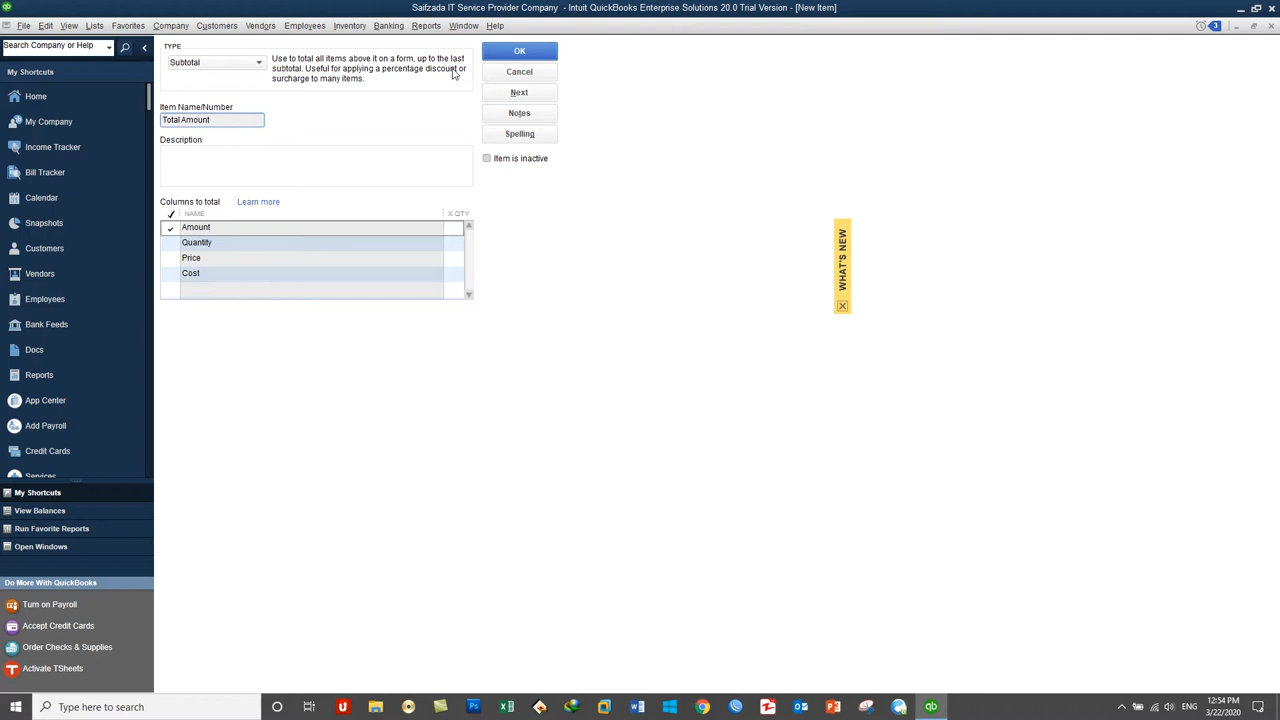 Saifzada IT Service Provider Company - Intuit QuickBooks Enterprise Solutions 20.0 Trial Version - [New Item]
File Edit View Lists Favorites Company Customers Vendors Employees Inventory Banking Reports Window Help 3
Search Company or Help
My Shortcuts
Home
My Company
Income Tracker
Bill Tracker
Calendar
Snapshots
Customers
Vendors
Employees
Bank Feeds
Docs
Reports
App Center
Add Payroll
Credit Cards
Services
My Shortcuts
View Balances
Run Favorite Reports
Open Windows
Do More With QuickBooks
Turn on Payroll
Accept Credit Cards
Order Checks & Supplies
Activate TSheets
TYPE
Subtotal
Use to total all items above it on a form, up to the last
subtotal. Useful for applying a percentage discount or
surcharge to many items.
Item Name/Number
Total Amount
Description
Columns to total Learn more
NAME X QTY
Amount
Quantity
Price
Cost
OK
Cancel
Next
Notes
Spelling
Item is inactive
WHAT'S NEW
Type here to search
ENG
12:54 PM
3/22/2020